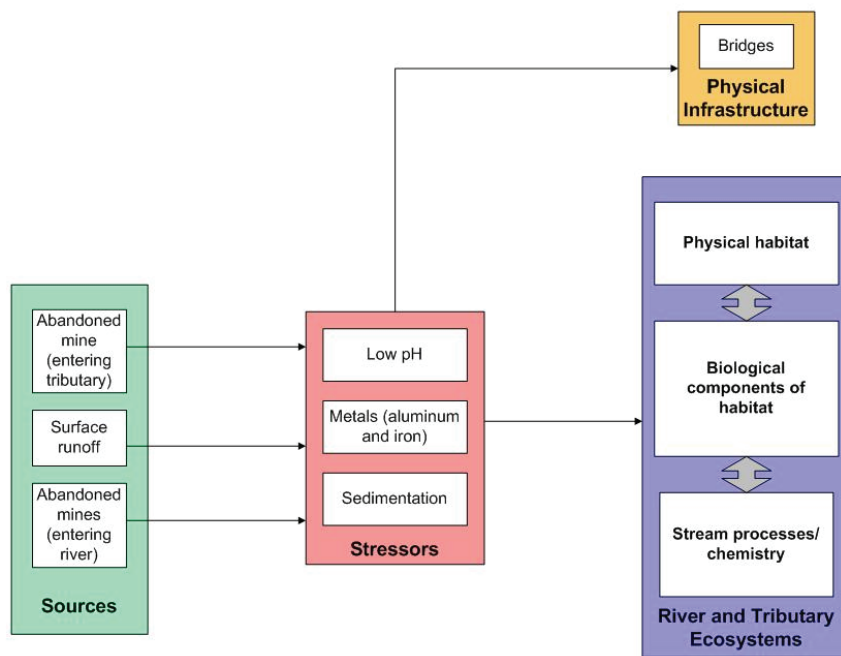 Bridges
Physical
Infrastructure
Physical habitat
Biological
components of
habitat
Stream processes/
chemistry
River and Tributary
Ecosystems
Abandoned
mine
(entering
tributary)
Surface
runoff
Abandoned
mines
(entering
river)
Sources
Low pH
Metals (aluminum
and iron)
Sedimentation
Stressors